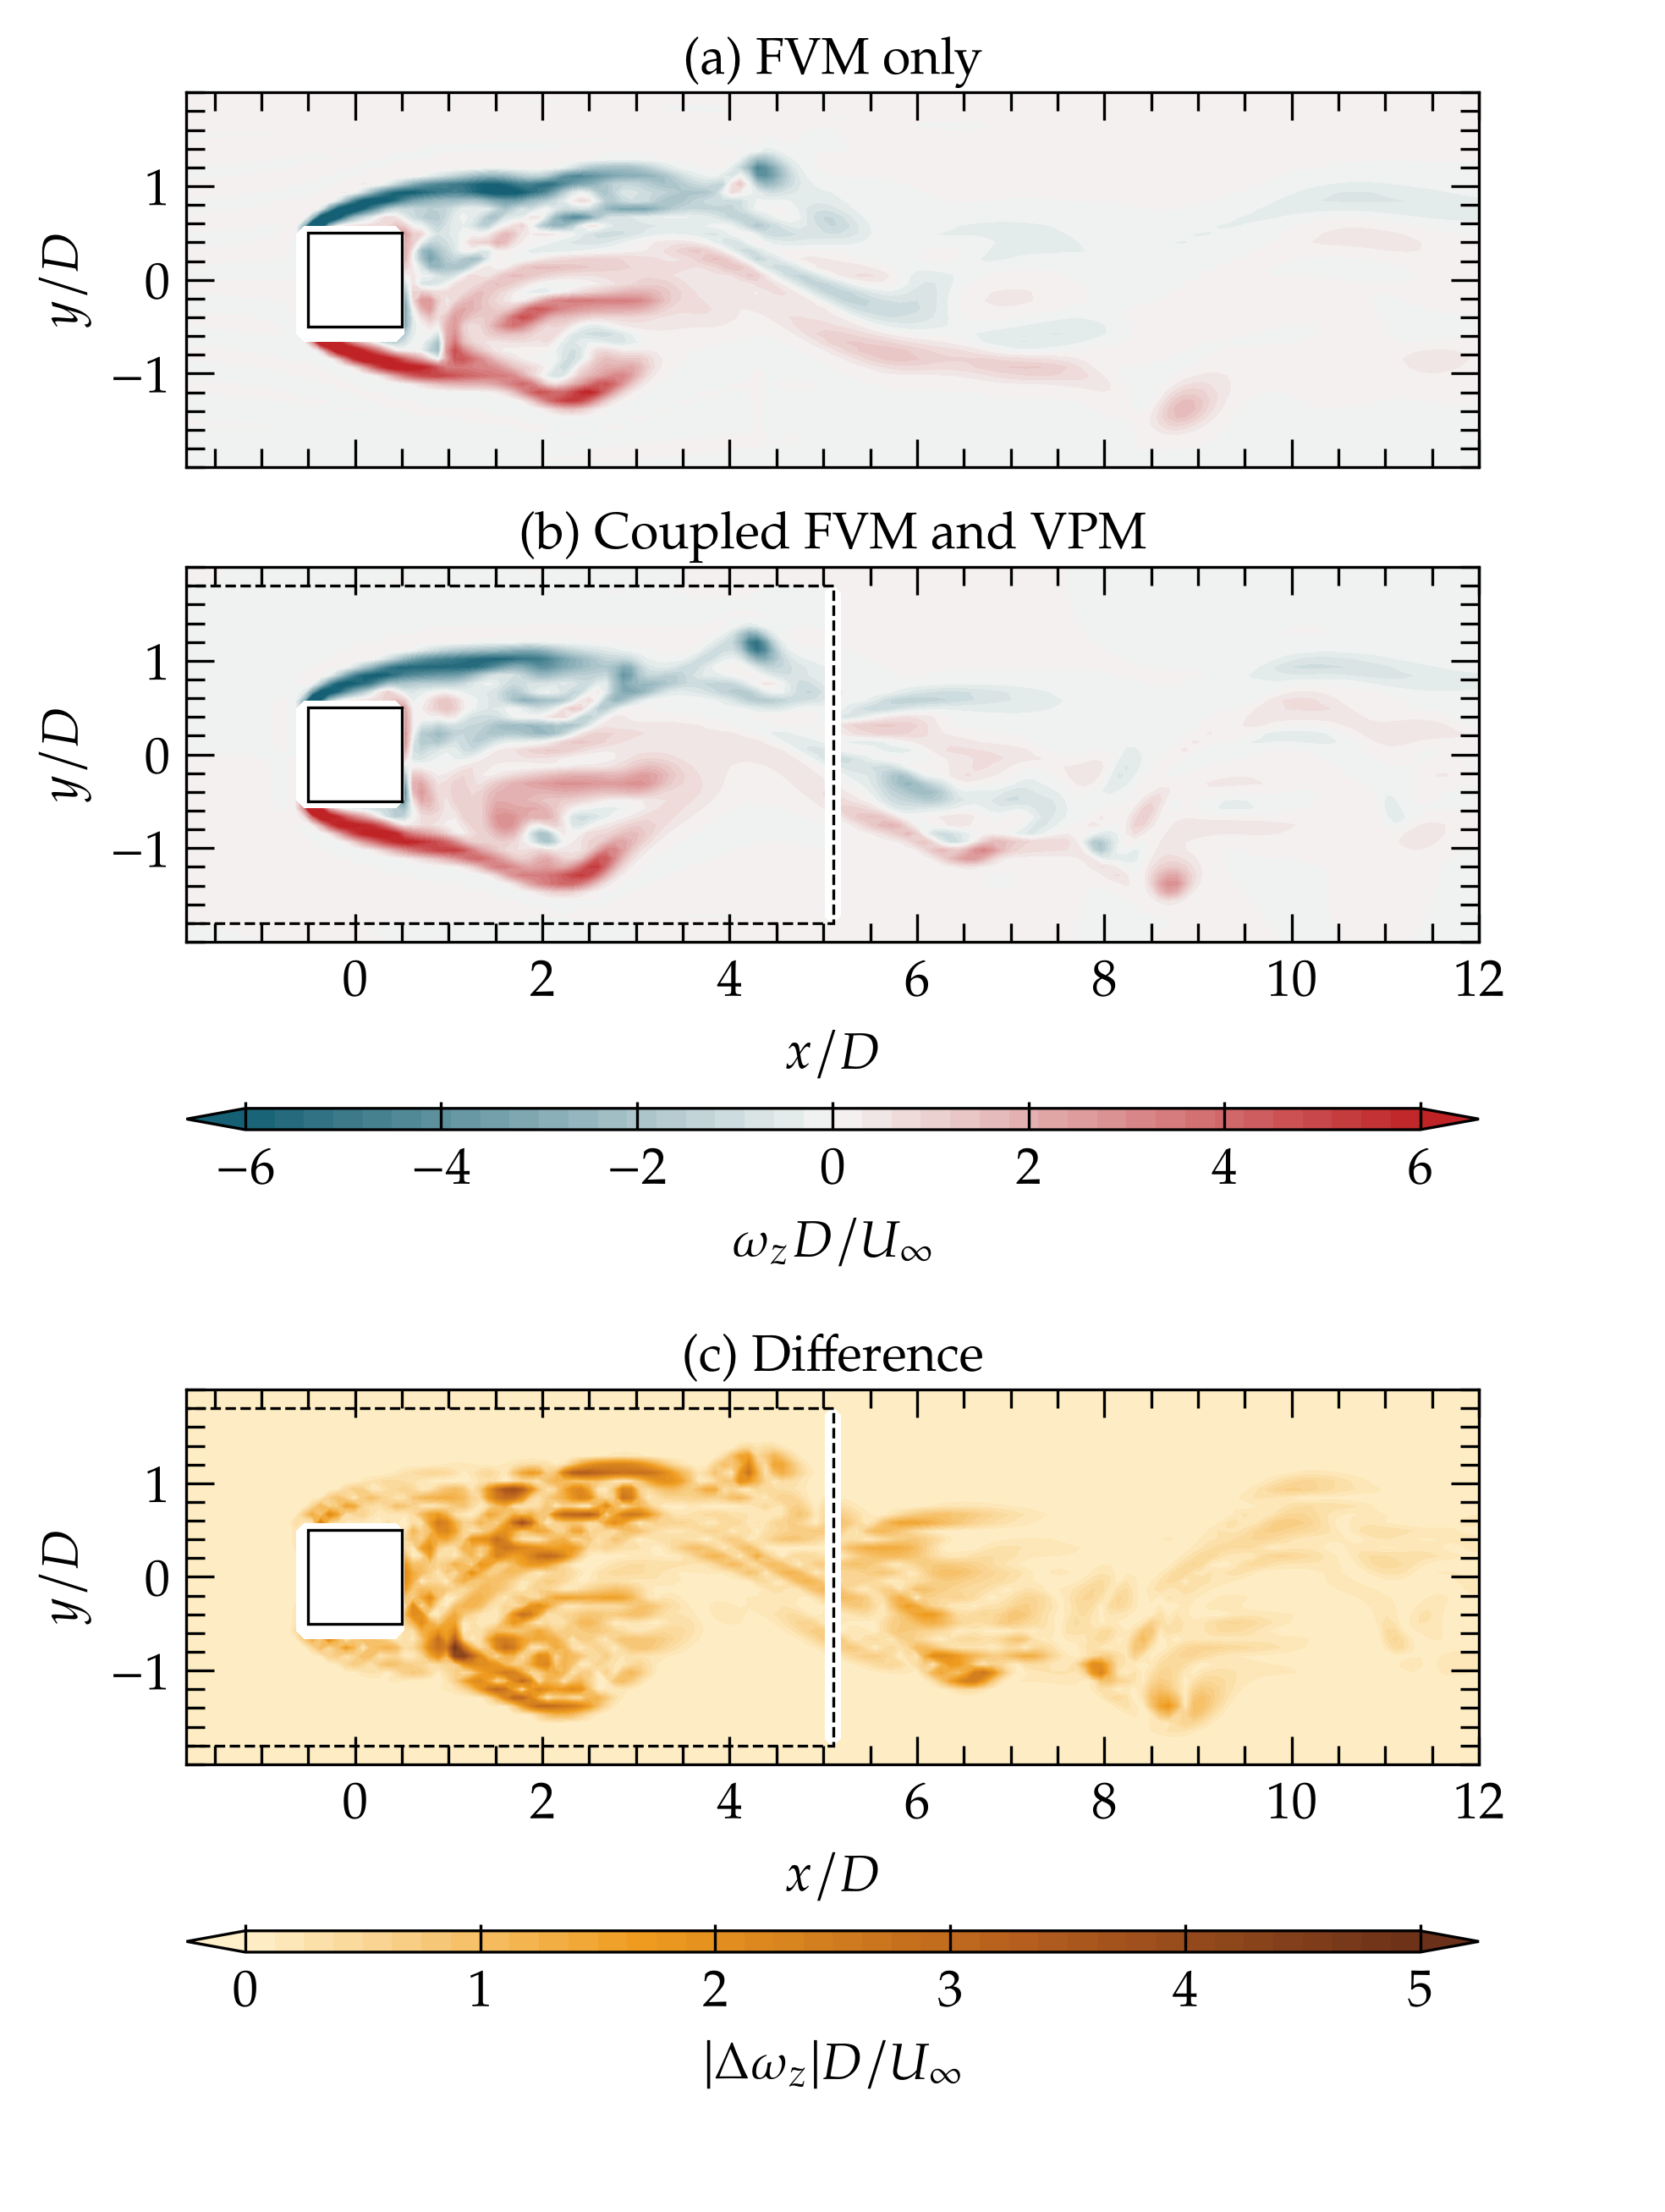 (a) FVM only
1
0
−1
y/D
(b) Coupled FVM and VPM
1
0
−1
y/D
0 2 4 6 8 10 12
x/D
−6 −4 −2 0 2 4 6
ω_z D/U_∞
(c) Difference
1
0
−1
y/D
0 2 4 6 8 10 12
x/D
0 1 2 3 4 5
|Δω_z|D/U_∞